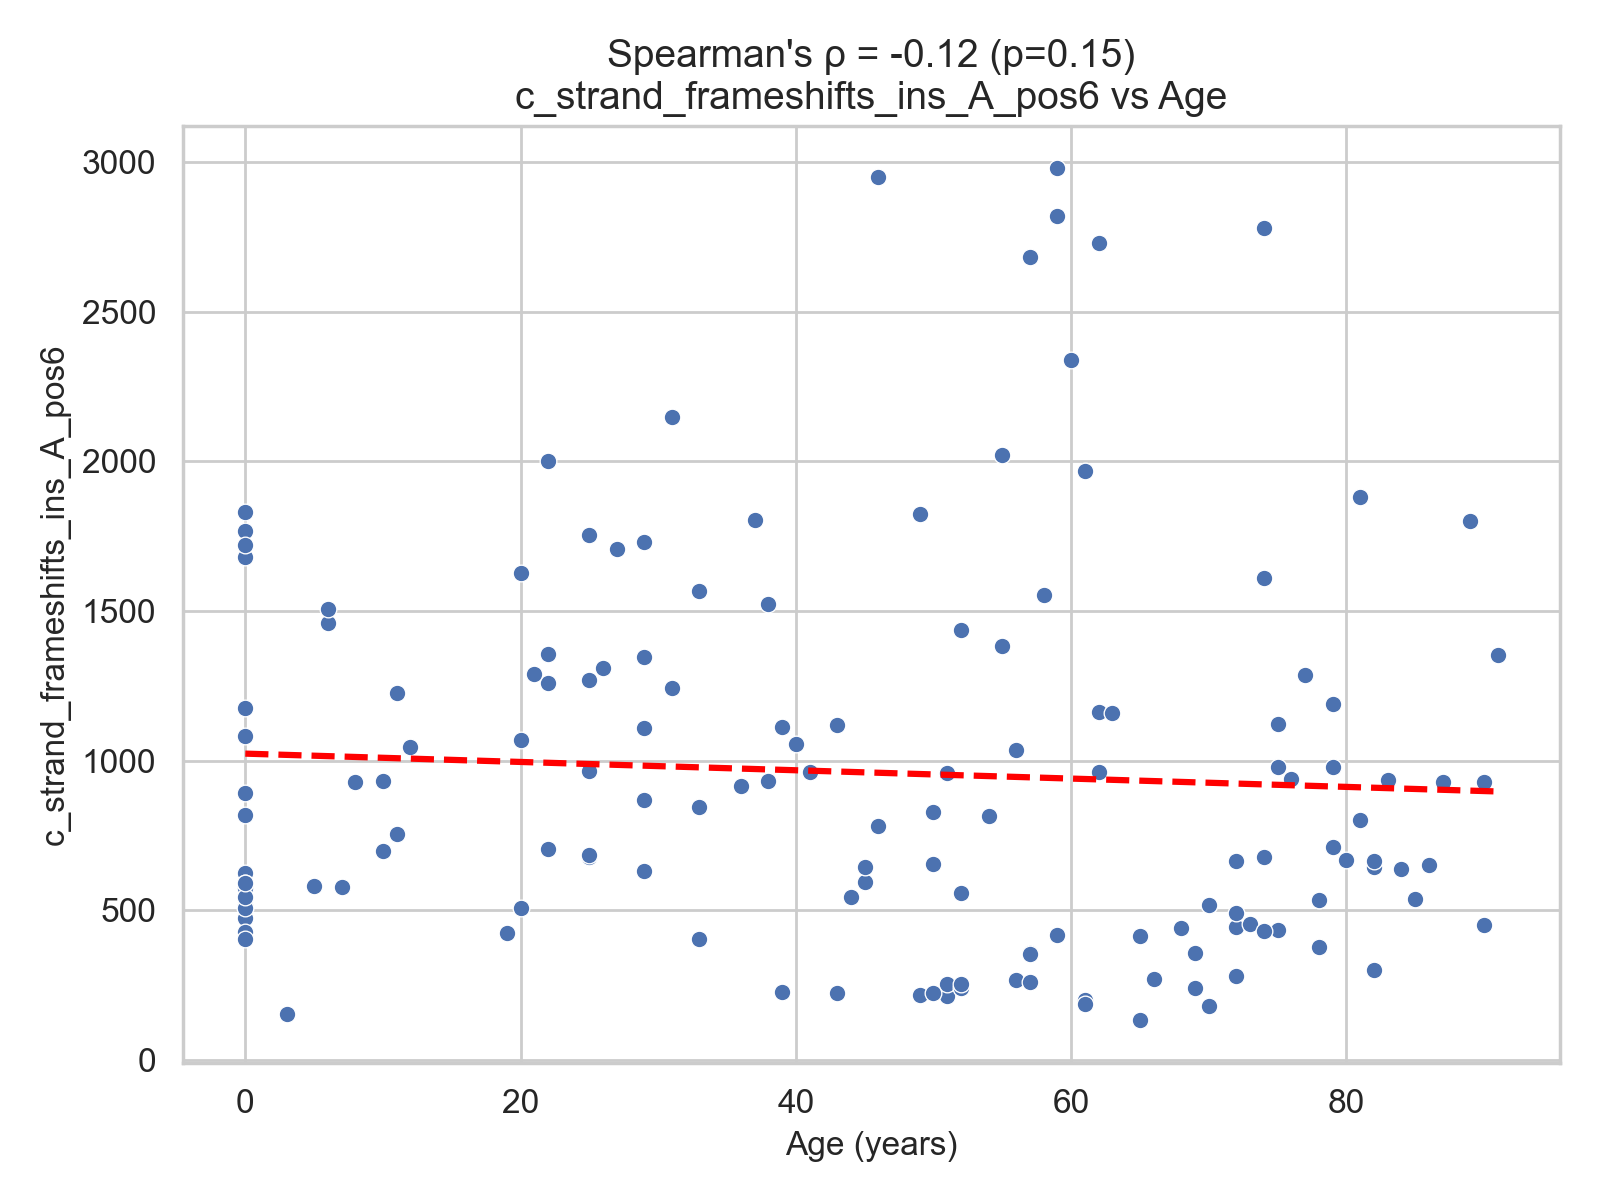 Spearman's ρ = -0.12 (p=0.15)
c_strand_frameshifts_ins_A_pos6 vs Age
3000
2500
2000
1500
1000
500
0
c_strand_frameshifts_ins_A_pos6
0 20 40 60 80
Age (years)